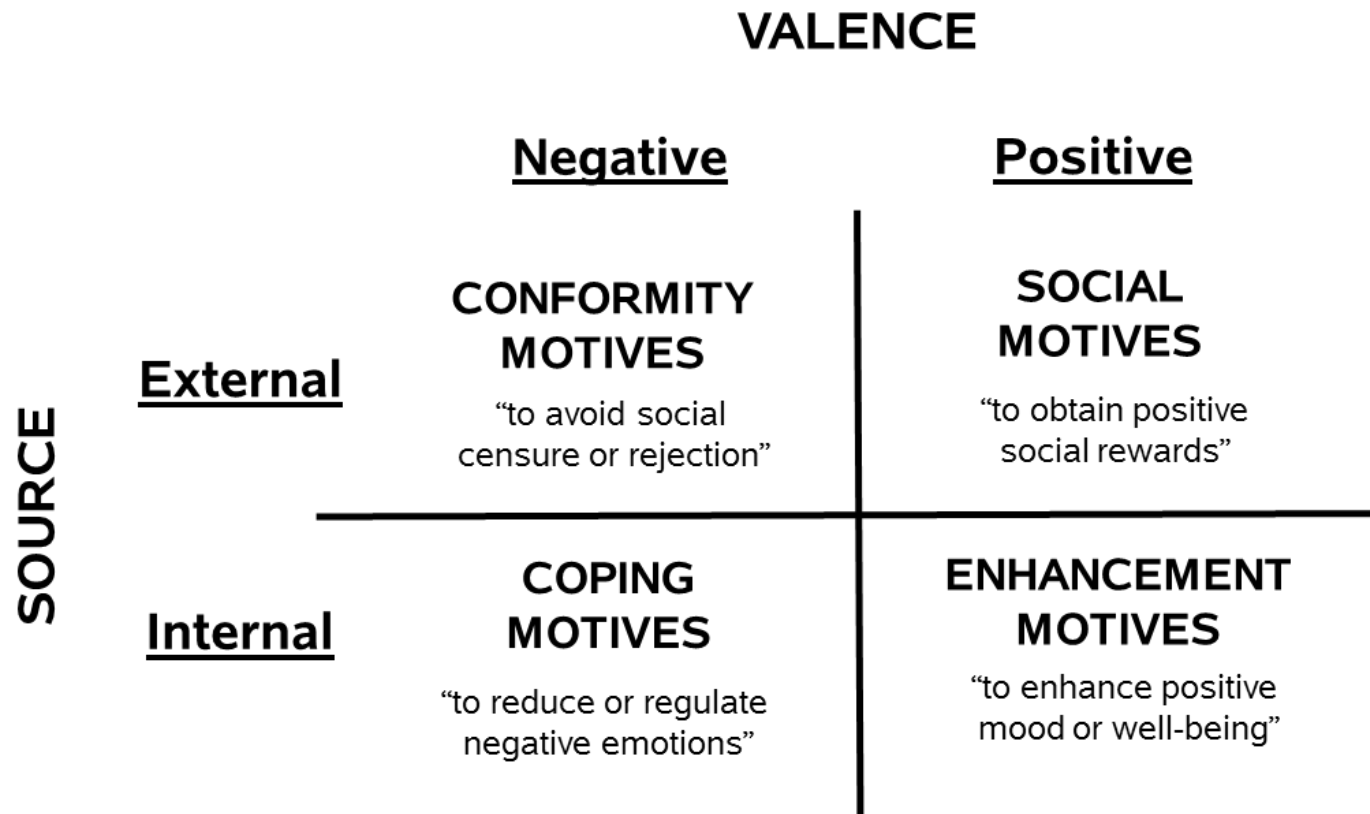 VALENCE
Negative
Positive
SOURCE
External
CONFORMITY
MOTIVES
“to avoid social
censure or rejection”
SOCIAL
MOTIVES
“to obtain positive
social rewards”
Internal
COPING
MOTIVES
“to reduce or regulate
negative emotions”
ENHANCEMENT
MOTIVES
“to enhance positive
mood or well-being”